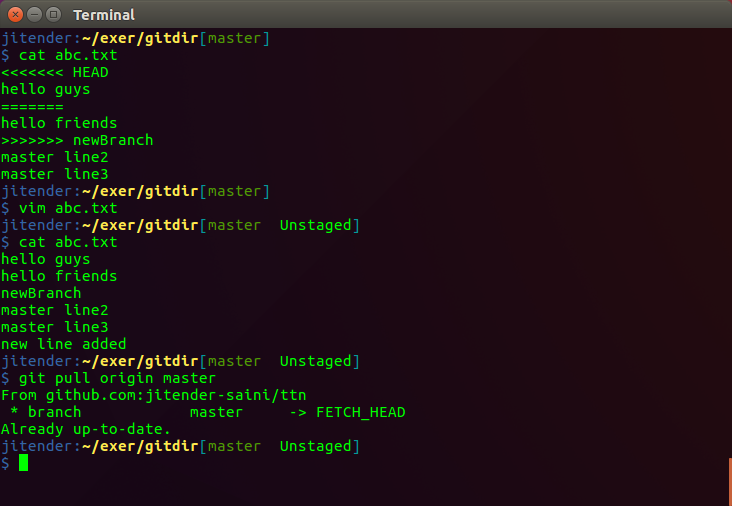 Terminal
jitender:~/exer/gitdir[master]
$ cat abc.txt
<<<<<<< HEAD
hello guys
=======
hello friends
>>>>>>> newBranch
master line2
master line3
jitender:~/exer/gitdir[master]
$ vim abc.txt
jitender:~/exer/gitdir[master  Unstaged]
$ cat abc.txt
hello guys
hello friends
newBranch
master line2
master line3
new line added
jitender:~/exer/gitdir[master  Unstaged]
$ git pull origin master
From github.com:jitender-saini/ttn
 * branch            master     -> FETCH_HEAD
Already up-to-date.
jitender:~/exer/gitdir[master  Unstaged]
$